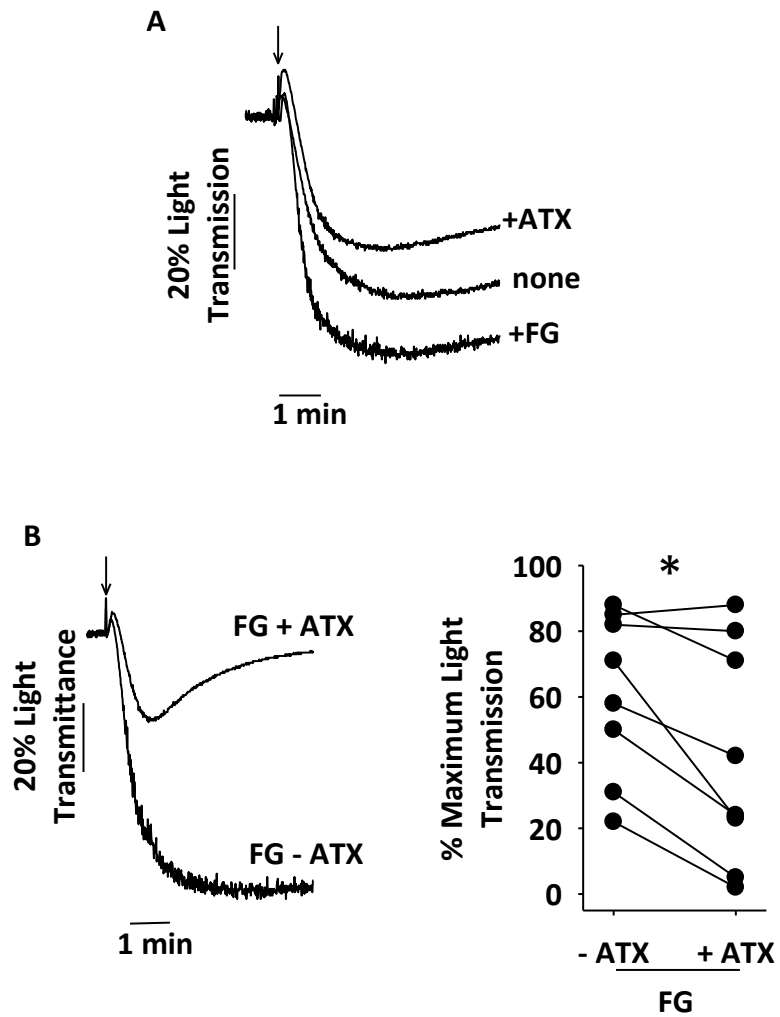 A
20% Light
Transmission
+ATX
none
+FG
1 min
B
20% Light
Transmittance
FG + ATX
FG - ATX
1 min
% Maximum Light
Transmission
100
80
60
40
20
0
*
- ATX
+ ATX
FG